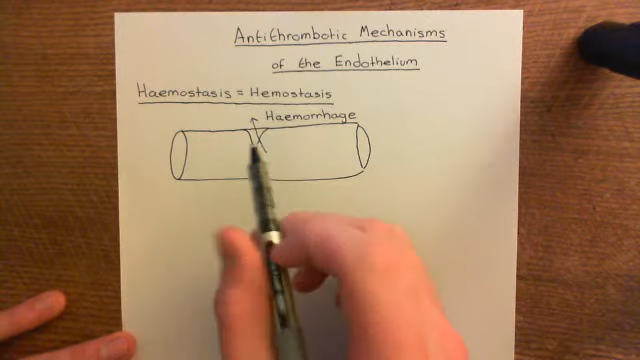 Antithrombotic Mechanisms
of the Endothelium
Haemostasis = Hemostasis
Haemorrhage